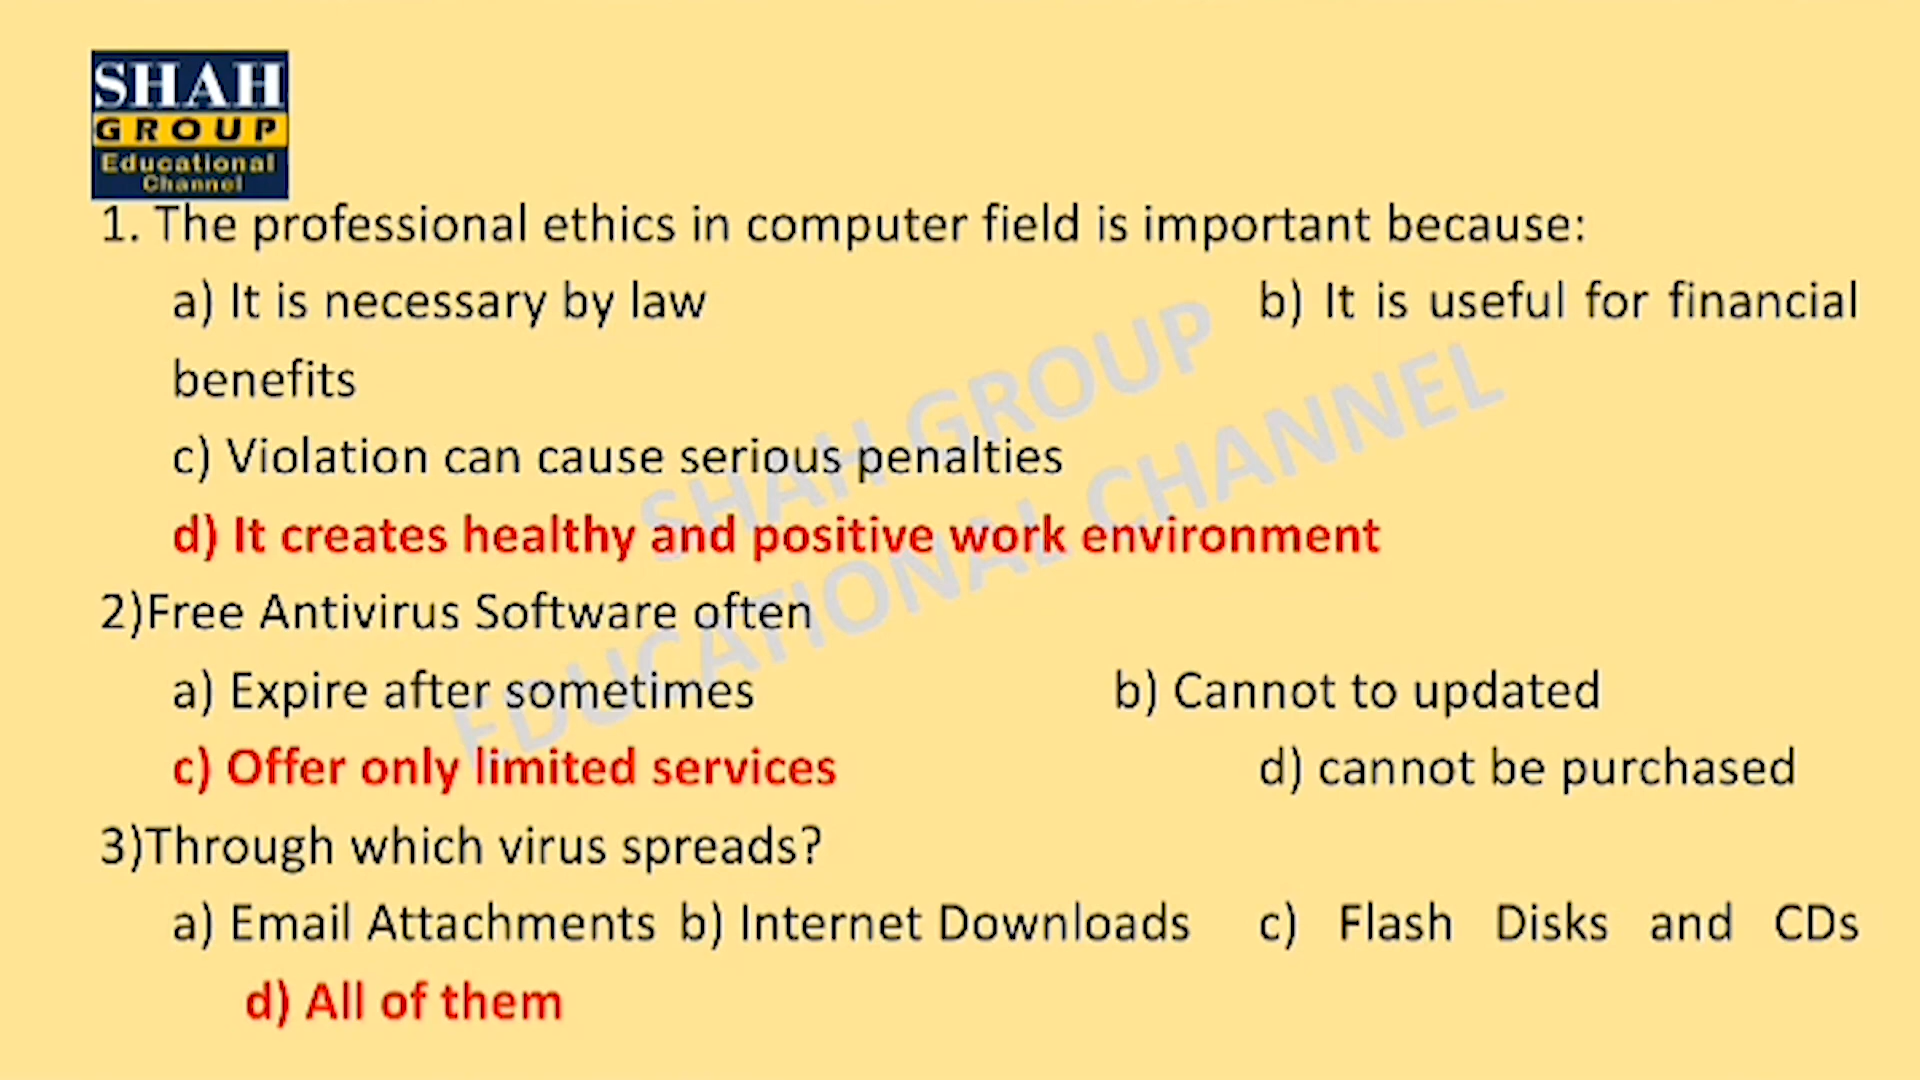 SHAH
GROUP
Educational
Channel
1. The professional ethics in computer field is important because:
a) It is necessary by law b) It is useful for financial
benefits
c) Violation can cause serious penalties
d) It creates healthy and positive work environment
2)Free Antivirus Software often
a) Expire after sometimes b) Cannot to updated
c) Offer only limited services d) cannot be purchased
3)Through which virus spreads?
a) Email Attachments b) Internet Downloads c) Flash Disks and CDs
d) All of them
SHAH GROUP
EDUCATIONAL CHANNEL